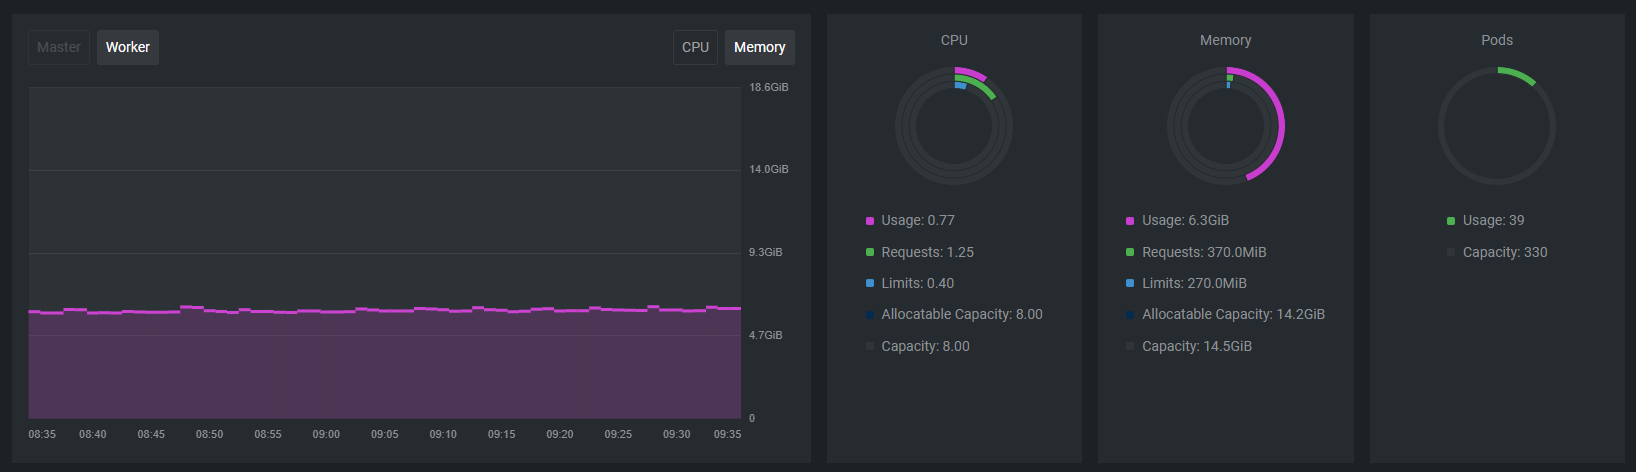 Master Worker CPU Memory
18.6GiB
14.0GiB
9.3GiB
4.7GiB
0
08:35 08:40 08:45 08:50 08:55 09:00 09:05 09:10 09:15 09:20 09:25 09:30 09:35
CPU
Usage: 0.77
Requests: 1.25
Limits: 0.40
Allocatable Capacity: 8.00
Capacity: 8.00
Memory
Usage: 6.3GiB
Requests: 370.0MiB
Limits: 270.0MiB
Allocatable Capacity: 14.2GiB
Capacity: 14.5GiB
Pods
Usage: 39
Capacity: 330